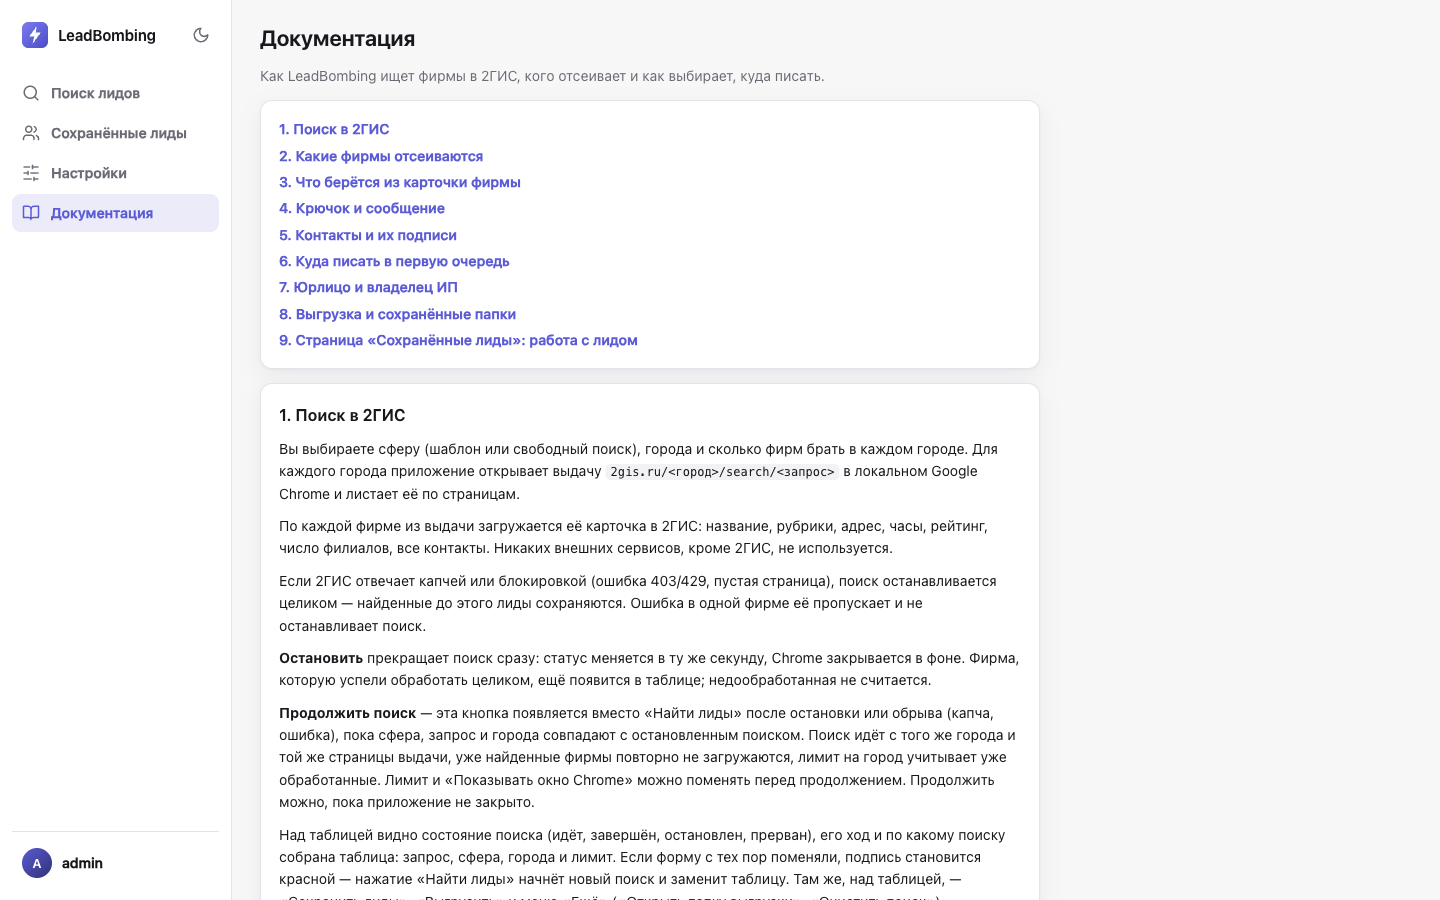 LeadBombing
Поиск лидов
Сохранённые лиды
Настройки
Документация
A
admin
Документация
Как LeadBombing ищет фирмы в 2ГИС, кого отсеивает и как выбирает, куда писать.
1. Поиск в 2ГИС
2. Какие фирмы отсеиваются
3. Что берётся из карточки фирмы
4. Крючок и сообщение
5. Контакты и их подписи
6. Куда писать в первую очередь
7. Юрлицо и владелец ИП
8. Выгрузка и сохранённые папки
9. Страница «Сохранённые лиды»: работа с лидом
1. Поиск в 2ГИС
Вы выбираете сферу (шаблон или свободный поиск), города и сколько фирм брать в каждом городе. Для
каждого города приложение открывает выдачу 2gis.ru/<город>/search/<запрос> в локальном Google
Chrome и листает её по страницам.
По каждой фирме из выдачи загружается её карточка в 2ГИС: название, рубрики, адрес, часы, рейтинг,
число филиалов, все контакты. Никаких внешних сервисов, кроме 2ГИС, не используется.
Если 2ГИС отвечает капчей или блокировкой (ошибка 403/429, пустая страница), поиск останавливается
целиком — найденные до этого лиды сохраняются. Ошибка в одной фирме её пропускает и не
останавливает поиск.
Остановить прекращает поиск сразу: статус меняется в ту же секунду, Chrome закрывается в фоне. Фирма,
которую успели обработать целиком, ещё появится в таблице; недообработанная не считается.
Продолжить поиск — эта кнопка появляется вместо «Найти лиды» после остановки или обрыва (капча,
ошибка), пока сфера, запрос и города совпадают с остановленным поиском. Поиск идёт с того же города и
той же страницы выдачи, уже найденные фирмы повторно не загружаются, лимит на город учитывает уже
обработанные. Лимит и «Показывать окно Chrome» можно поменять перед продолжением. Продолжить
можно, пока приложение не закрыто.
Над таблицей видно состояние поиска (идёт, завершён, остановлен, прерван), его ход и по какому поиску
собрана таблица: запрос, сфера, города и лимит. Если форму с тех пор поменяли, подпись становится
красной — нажатие «Найти лиды» начнёт новый поиск и заменит таблицу. Там же, над таблицей, —